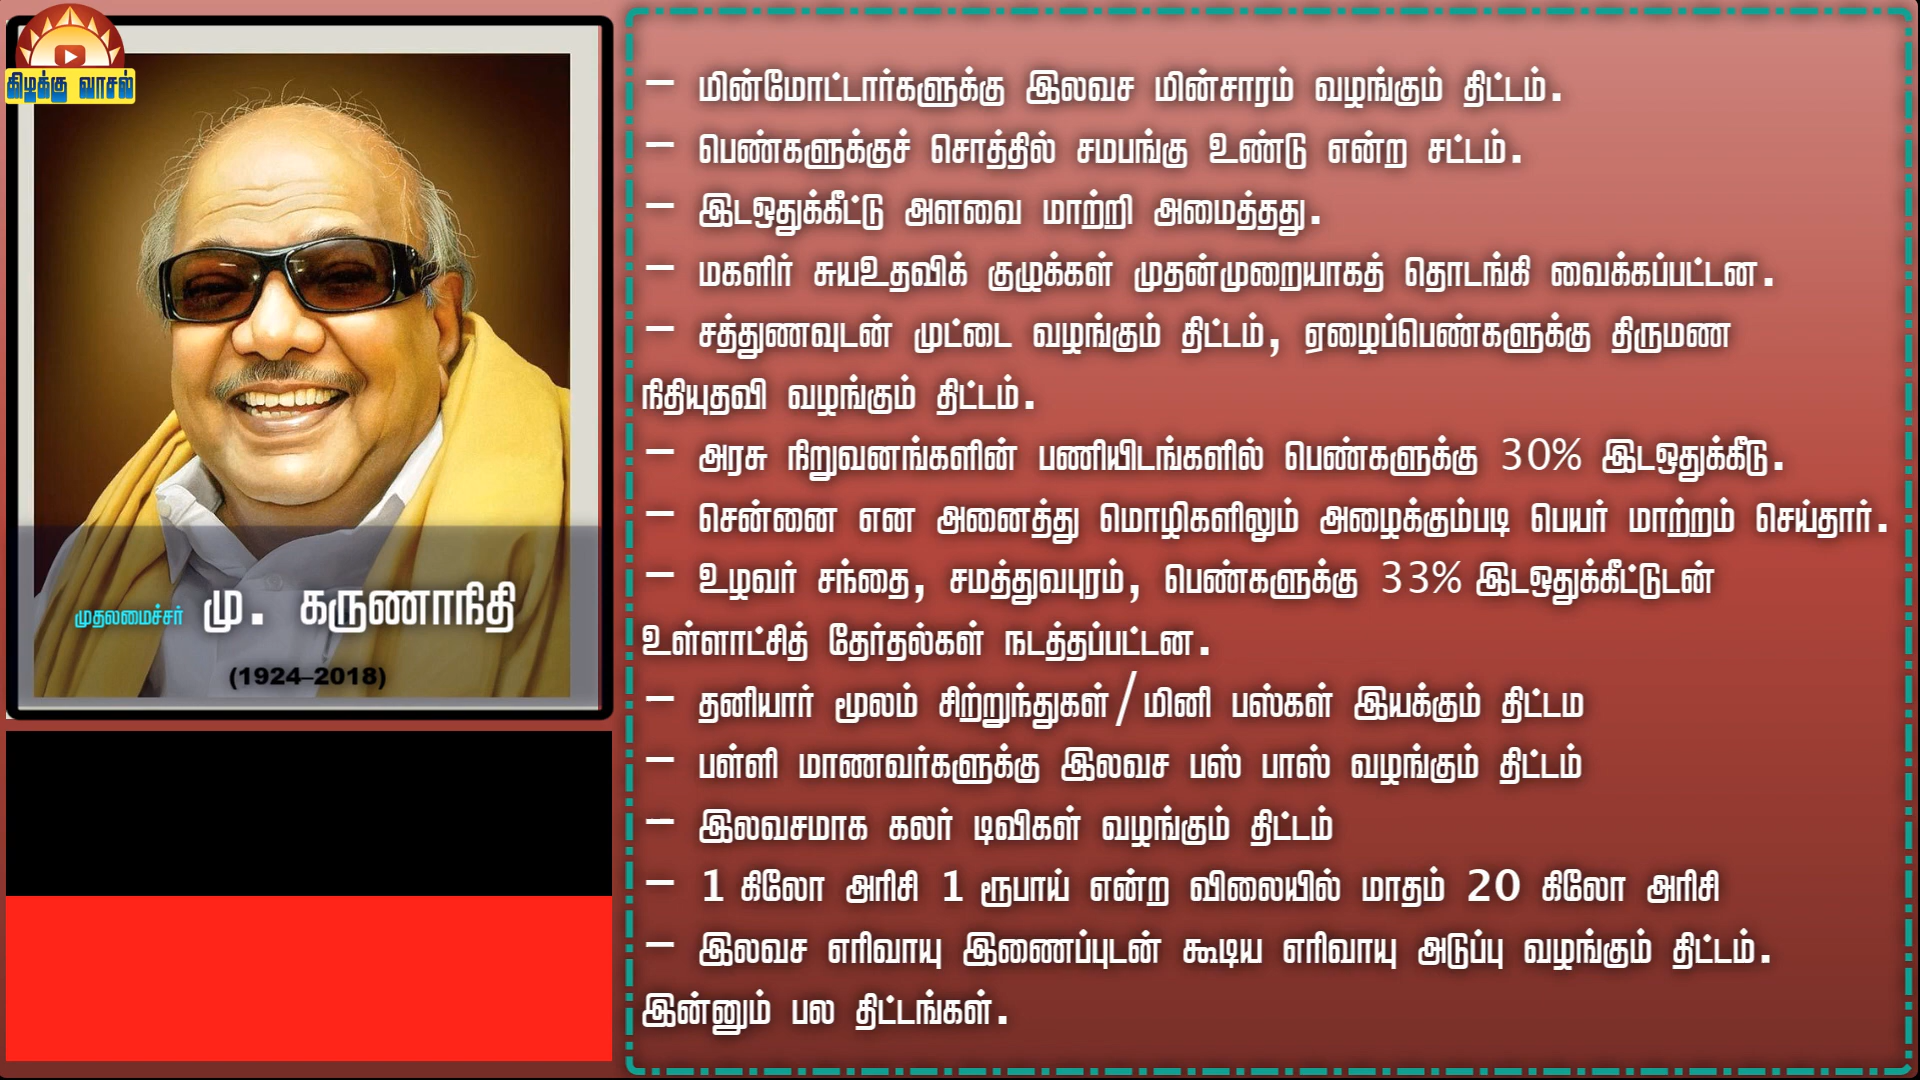 கிழக்கு வாசல்
முதலமைச்சர் மு. கருணாநிதி
(1924–2018)
– மின்மோட்டார்களுக்கு இலவச மின்சாரம் வழங்கும் திட்டம்.
– பெண்களுக்குச் சொத்தில் சமபங்கு உண்டு என்ற சட்டம்.
– இடஒதுக்கீட்டு அளவை மாற்றி அமைத்தது.
– மகளிர் சுயஉதவிக் குழுக்கள் முதன்முறையாகத் தொடங்கி வைக்கப்பட்டன.
– சத்துணவுடன் முட்டை வழங்கும் திட்டம், ஏழைப்பெண்களுக்கு திருமண
நிதியுதவி வழங்கும் திட்டம்.
– அரசு நிறுவனங்களின் பணியிடங்களில் பெண்களுக்கு 30% இடஒதுக்கீடு.
– சென்னை என அனைத்து மொழிகளிலும் அழைக்கும்படி பெயர் மாற்றம் செய்தார்.
– உழவர் சந்தை, சமத்துவபுரம், பெண்களுக்கு 33% இடஒதுக்கீட்டுடன்
உள்ளாட்சித் தேர்தல்கள் நடத்தப்பட்டன.
– தனியார் மூலம் சிற்றுந்துகள்/மினி பஸ்கள் இயக்கும் திட்டம
– பள்ளி மாணவர்களுக்கு இலவச பஸ் பாஸ் வழங்கும் திட்டம்
– இலவசமாக கலர் டிவிகள் வழங்கும் திட்டம்
– 1 கிலோ அரிசி 1 ரூபாய் என்ற விலையில் மாதம் 20 கிலோ அரிசி
– இலவச எரிவாயு இணைப்புடன் கூடிய எரிவாயு அடுப்பு வழங்கும் திட்டம்.
இன்னும் பல திட்டங்கள்.